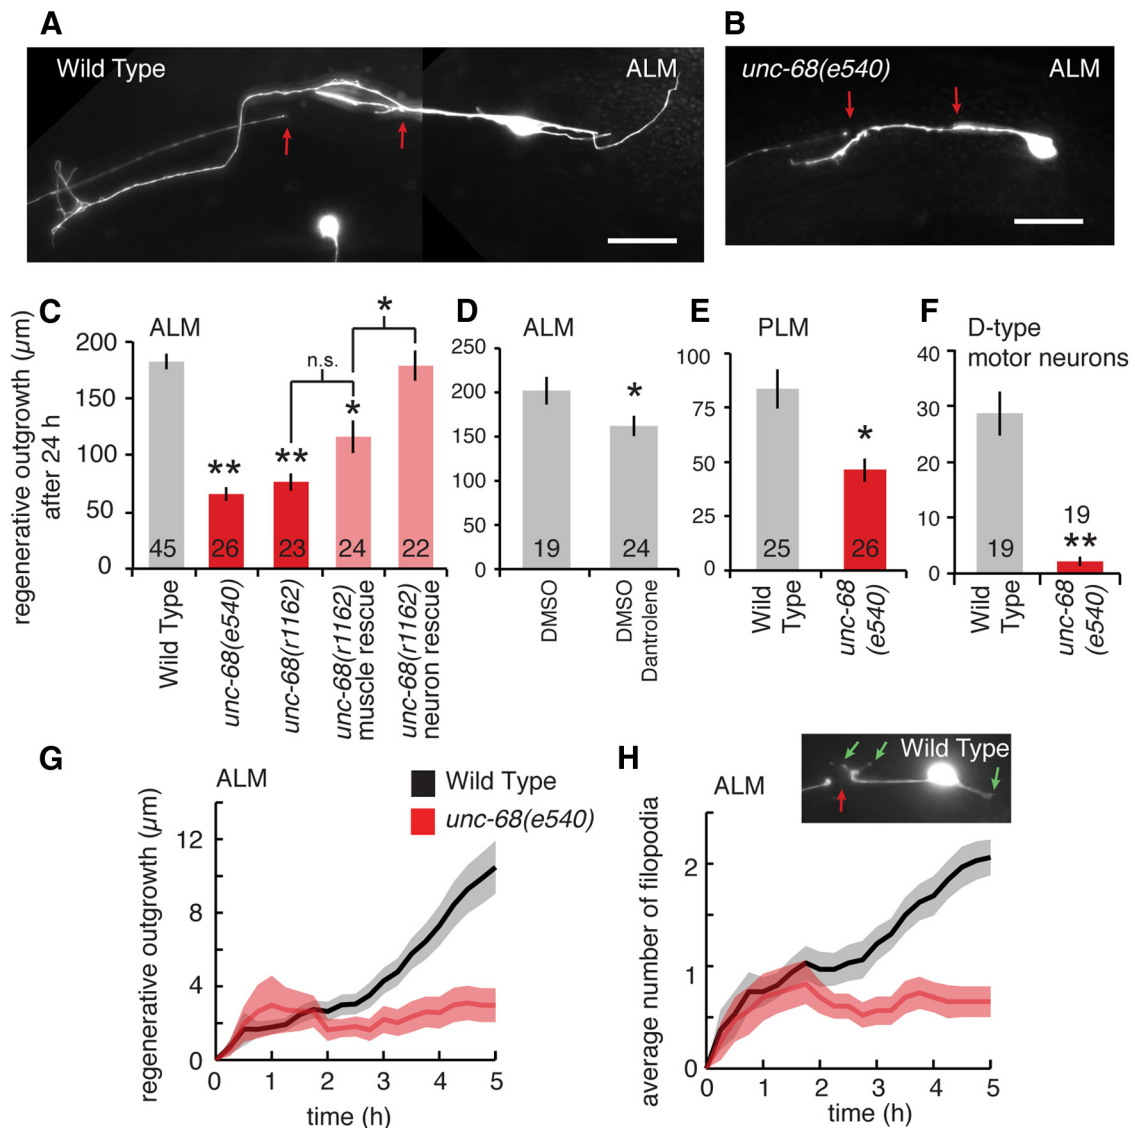 A
Wild Type
ALM
B
unc-68(e540)
ALM
C
ALM
regenerative outgrowth (µm)
after 24 h
200
150
100
50
0
**
**
n.s.
*
*
45
26
23
24
22
Wild Type
unc-68(e540)
unc-68(r1162)
unc-68(r1162)
muscle rescue
unc-68(r1162)
neuron rescue
D
ALM
250
200
150
100
50
0
*
19
24
DMSO
DMSO
Dantrolene
E
PLM
100
75
50
25
0
*
25
26
Wild
Type
unc-68
(e540)
F
D-type
motor neurons
40
30
20
10
0
19
**
19
Wild
Type
unc-68
(e540)
G
ALM
Wild Type
unc-68(e540)
regenerative outgrowth (µm)
12
8
4
0
0 1 2 3 4 5
time (h)
H
ALM
Wild Type
average number of filopodia
2
1
0
0 1 2 3 4 5
time (h)